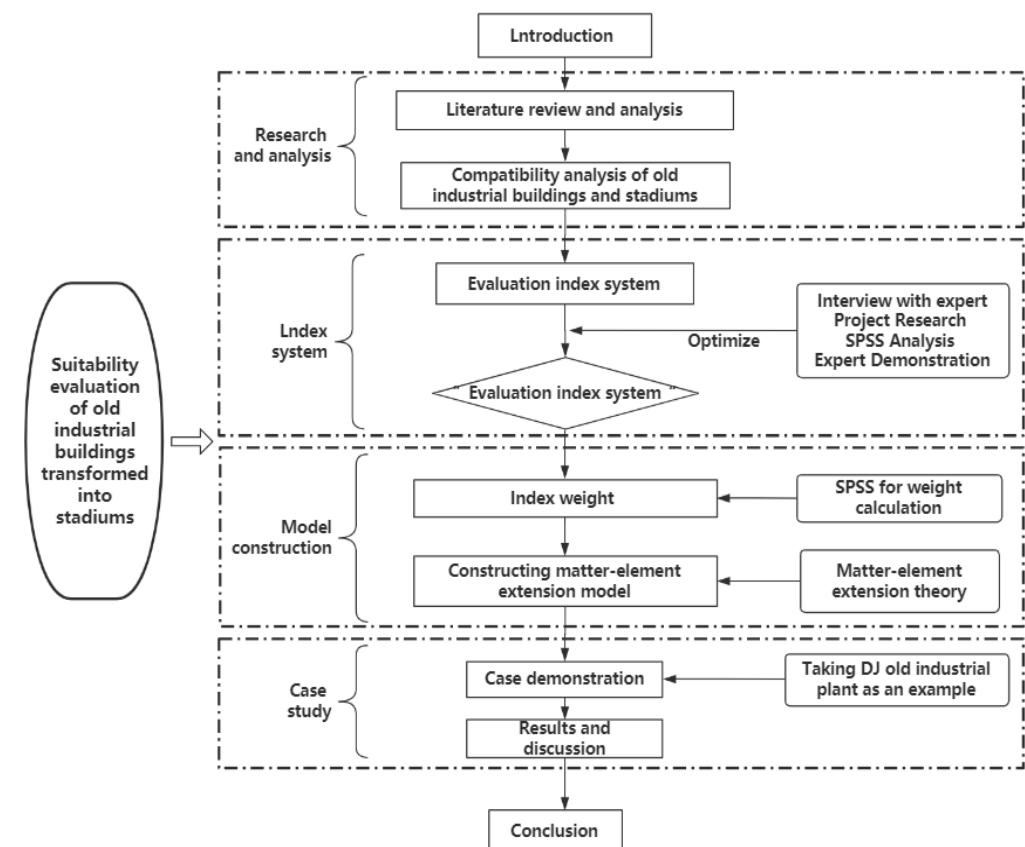 Lntroduction
Literature review and analysis
Research
and analysis
Compatibility analysis of old
industrial buildings and stadiums
Evaluation index system
Interview with expert
Project Research
SPSS Analysis
Expert Demonstration
Optimize
Lndex
system
" Evaluation index system "
Suitability
evaluation
of old
industrial
buildings
transformed
into
stadiums
Index weight
SPSS for weight
calculation
Model
construction
Constructing matter-element
extension model
Matter-element
extension theory
Case demonstration
Taking DJ old industrial
plant as an example
Case
study
Results and
discussion
Conclusion